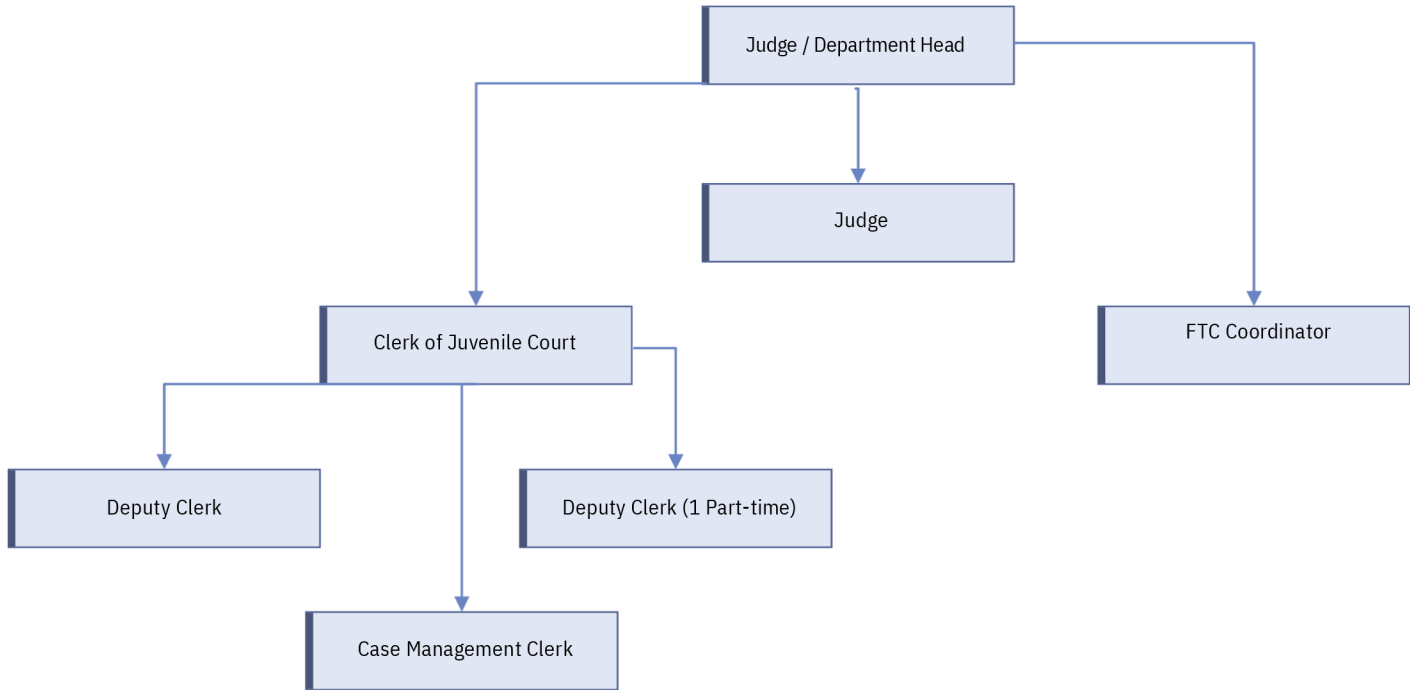 Judge / Department Head
Judge
Clerk of Juvenile Court
FTC Coordinator
Deputy Clerk
Deputy Clerk (1 Part-time)
Case Management Clerk